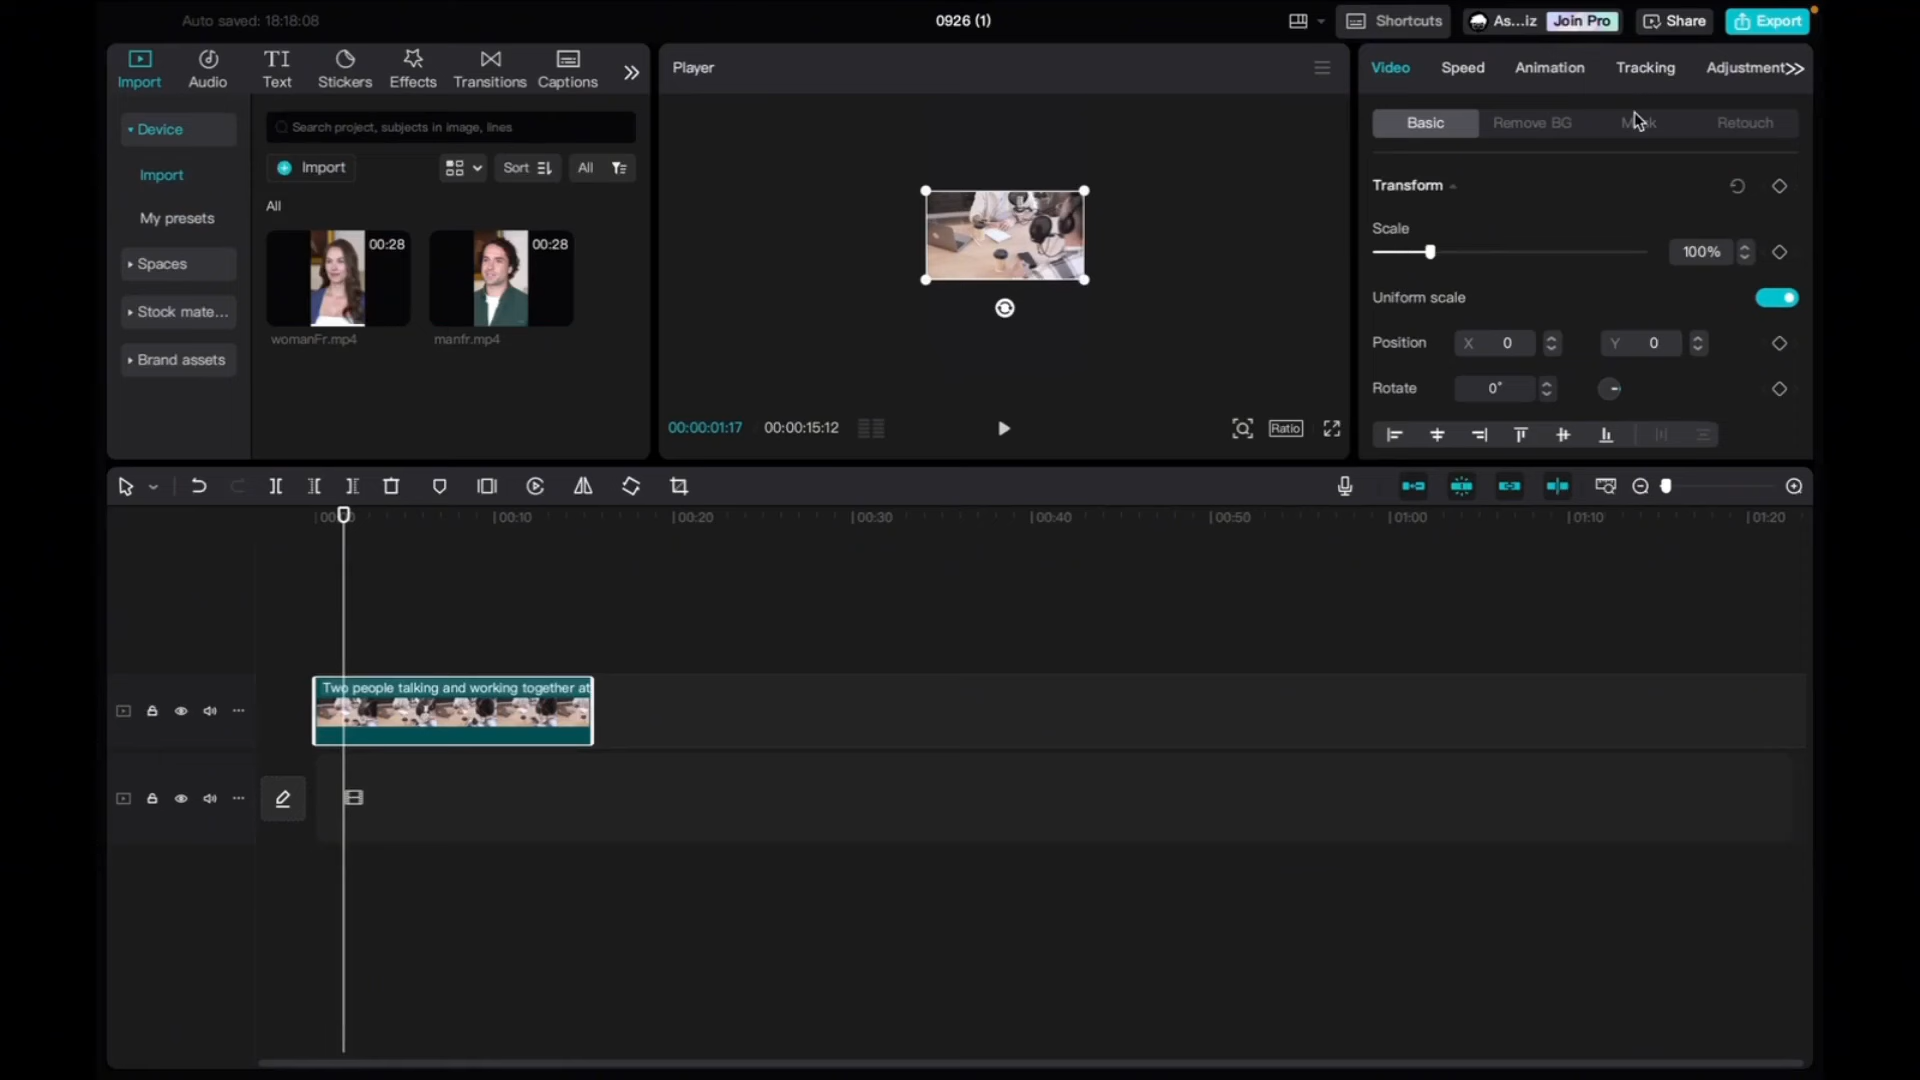 Auto saved: 18:18:08
0926 (1)
Shortcuts
As...iz
Join Pro
Share
Export
Import
Audio
TI
Text
Stickers
Effects
Transitions
Captions
Device
Import
My presets
Spaces
Stock mate...
Brand assets
Search project, subjects in image, lines
Import
Sort
All
All
00:28
00:28
womanFr.mp4
manfr.mp4
Player
00:00:01:17
00:00:15:12
Ratio
Video
Speed
Animation
Tracking
Adjustment
Basic
Remove BG
Retouch
Transform
Scale
100%
Uniform scale
Position
X
0
Y
0
Rotate
0°
00:10
00:20
00:30
00:40
00:50
01:00
01:10
01:20
Two people talking and working together at